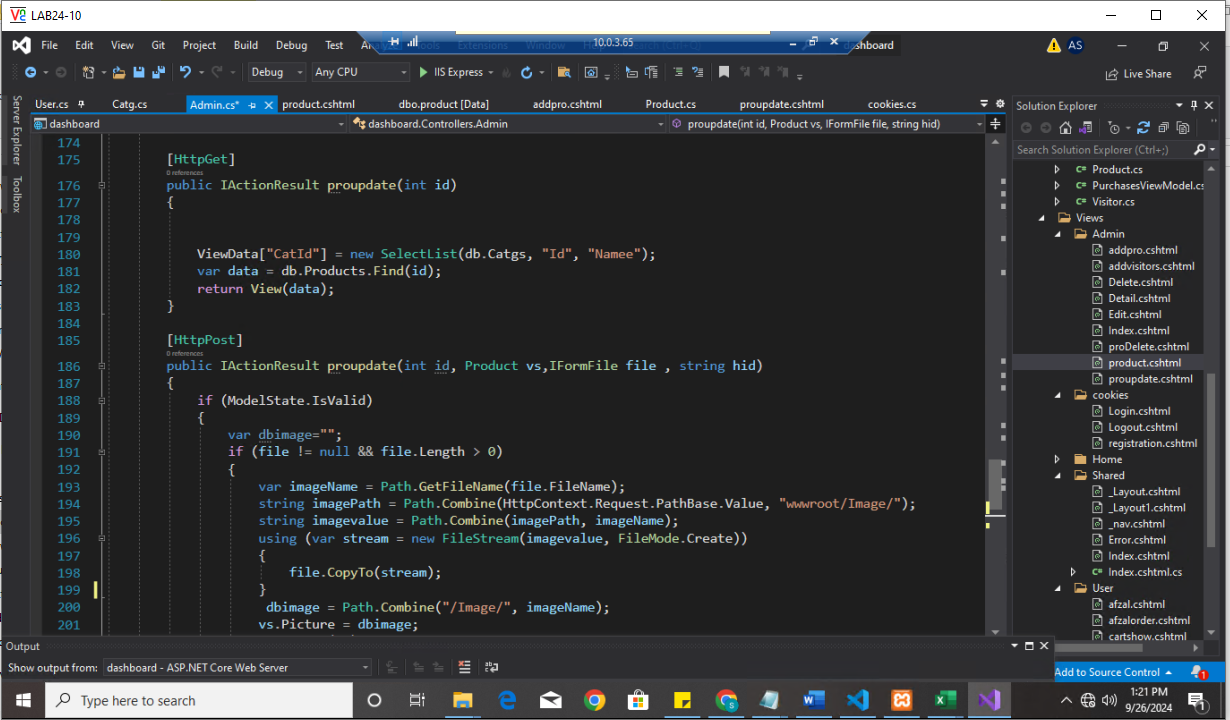 LAB24-10
File Edit View Git Project Build Debug Test Extensions Window
10.0.3.65
dashboard
AS
Debug Any CPU IIS Express Live Share
User.cs Catg.cs Admin.cs* product.cshtml dbo.product [Data] addpro.cshtml Product.cs proupdate.cshtml cookies.cs
dashboard dashboard.Controllers.Admin proupdate(int id, Product vs, IFormFile file, string hid)
Server Explorer
Toolbox
174
175 [HttpGet]
0 references
176 public IActionResult proupdate(int id)
177 {
178
179
180 ViewData["CatId"] = new SelectList(db.Catgs, "Id", "Namee");
181 var data = db.Products.Find(id);
182 return View(data);
183 }
184
185 [HttpPost]
0 references
186 public IActionResult proupdate(int id, Product vs,IFormFile file , string hid)
187 {
188 if (ModelState.IsValid)
189 {
190 var dbimage="";
191 if (file != null && file.Length > 0)
192 {
193 var imageName = Path.GetFileName(file.FileName);
194 string imagePath = Path.Combine(HttpContext.Request.PathBase.Value, "wwwroot/Image/");
195 string imagevalue = Path.Combine(imagePath, imageName);
196 using (var stream = new FileStream(imagevalue, FileMode.Create))
197 {
198 file.CopyTo(stream);
199 }
200 dbimage = Path.Combine("/Image/", imageName);
201 vs.Picture = dbimage;
Solution Explorer
Search Solution Explorer (Ctrl+;)
Product.cs
PurchasesViewModel.cs
Visitor.cs
Views
Admin
addpro.cshtml
addvisitors.cshtml
Delete.cshtml
Detail.cshtml
Edit.cshtml
Index.cshtml
proDelete.cshtml
product.cshtml
proupdate.cshtml
cookies
Login.cshtml
Logout.cshtml
registration.cshtml
Home
Shared
_Layout.cshtml
_Layout1.cshtml
_nav.cshtml
Error.cshtml
Index.cshtml
Index.cshtml.cs
User
afzal.cshtml
afzalorder.cshtml
cartshow.cshtml
Output
Show output from: dashboard - ASP.NET Core Web Server
Add to Source Control 1
Type here to search
1:21 PM
9/26/2024
1